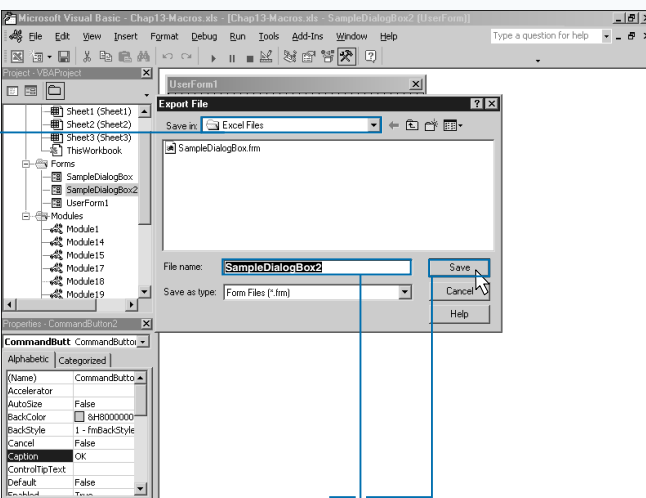 Microsoft Visual Basic - Chap13-Macros.xls - [Chap13-Macros.xls - SampleDialogBox2 [UserForm]]
File Edit View Insert Format Debug Run Tools Add-Ins Window Help Type a question for help
Project - VBAProject
Sheet1 (Sheet1)
Sheet2 (Sheet2)
Sheet3 (Sheet3)
ThisWorkbook
Forms
SampleDialogBox
SampleDialogBox2
UserForm1
Modules
Module1
Module14
Module15
Module17
Module18
Module19
UserForm1
Export File
Save in: Excel Files
SampleDialogBox.frm
File name: SampleDialogBox2 Save
Save as type: Form Files (*.frm) Cancel
Help
Properties - CommandButton2
CommandButt CommandButto
Alphabetic Categorized
(Name) CommandButto
Accelerator
AutoSize False
BackColor &H8000000
BackStyle 1 - fmBackStyle
Cancel False
Caption OK
ControlTipText
Default False
Enabled True